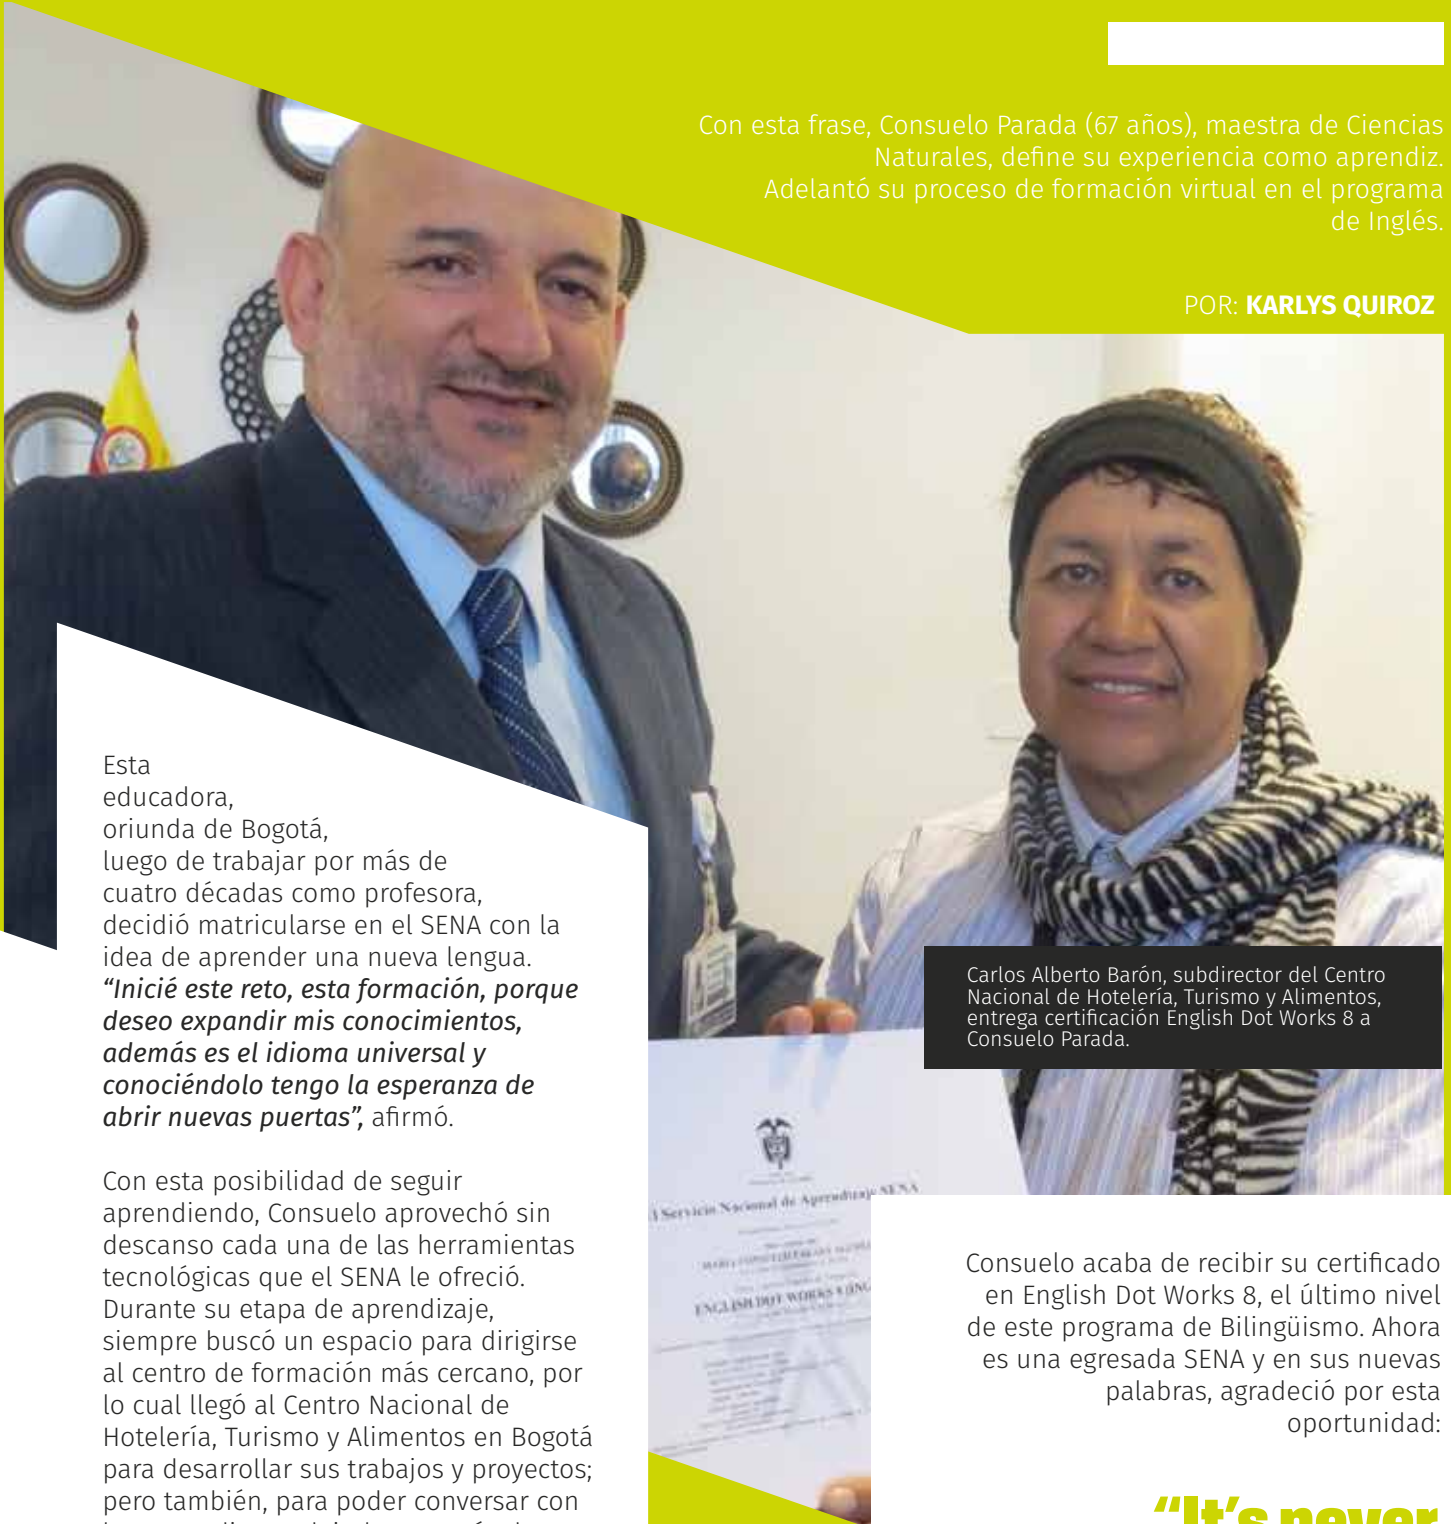 Con esta frase, Consuelo Parada (67 años), maestra de Ciencias
Naturales, define su experiencia como aprendiz.
Adelantó su proceso de formación virtual en el programa
de Inglés.
POR: KARLYS QUIROZ
Esta
educadora,
oriunda de Bogotá,
luego de trabajar por más de
cuatro décadas como profesora,
decidió matricularse en el SENA con la
idea de aprender una nueva lengua.
“Inicié este reto, esta formación, porque
deseo expandir mis conocimientos,
además es el idioma universal y
conociéndolo tengo la esperanza de
abrir nuevas puertas”, afirmó.
Con esta posibilidad de seguir
aprendiendo, Consuelo aprovechó sin
descanso cada una de las herramientas
tecnológicas que el SENA le ofreció.
Durante su etapa de aprendizaje,
siempre buscó un espacio para dirigirse
al centro de formación más cercano, por
lo cual llegó al Centro Nacional de
Hotelería, Turismo y Alimentos en Bogotá
para desarrollar sus trabajos y proyectos;
pero también, para poder conversar con
Carlos Alberto Barón, subdirector del Centro
Nacional de Hotelería, Turismo y Alimentos,
entrega certificación English Dot Works 8 a
Consuelo Parada.
l Servicio Nacional de Aprendizaje SENA
ENGLISH DOT WORKS 8 (ING
Consuelo acaba de recibir su certificado
en English Dot Works 8, el último nivel
de este programa de Bilingüismo. Ahora
es una egresada SENA y en sus nuevas
palabras, agradeció por esta
oportunidad:
“It’s never